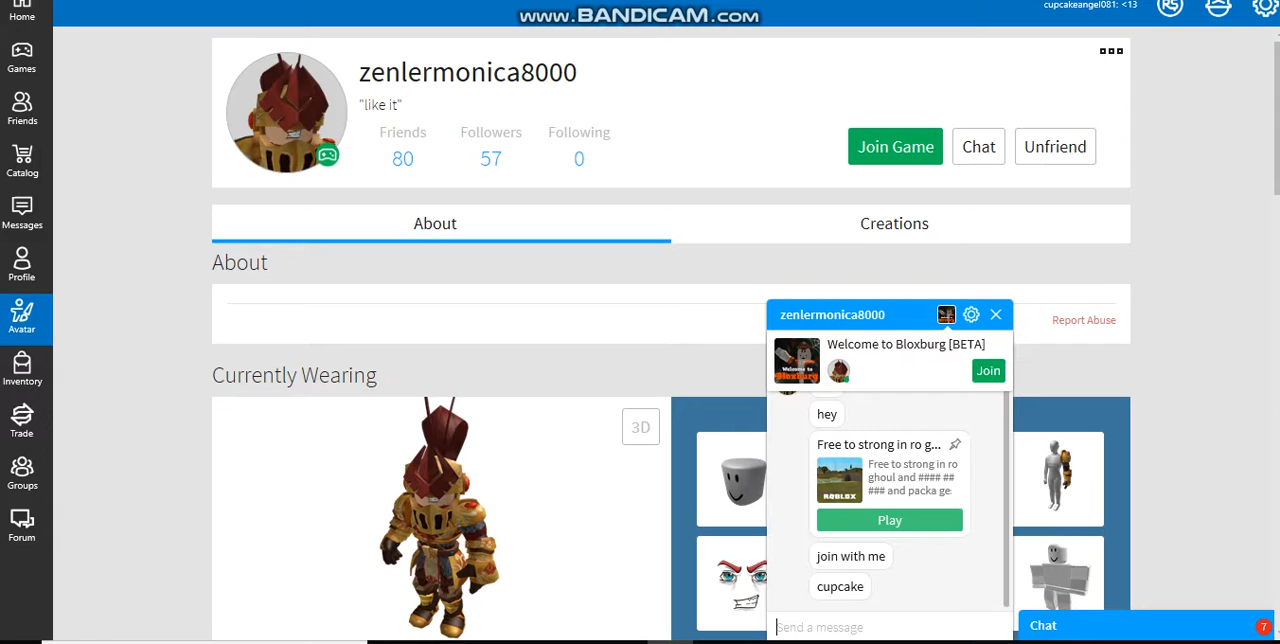 www.BANDICAM.com
cupcakeangel081: <13
Home
Games
Friends
Catalog
Messages
Profile
Avatar
Inventory
Trade
Groups
Forum
zenlermonica8000
"like it"
Friends Followers Following
80 57 0
Join Game Chat Unfriend
About Creations
About
Report Abuse
Currently Wearing
3D
zenlermonica8000
Welcome to Bloxburg [BETA]
Welcome to
Bloxburg
Join
hey
Free to strong in ro g...
Free to strong in ro
ghoul and #### ##
### and packa ge
ROBLOX
Play
join with me
cupcake
Send a message
Chat 7